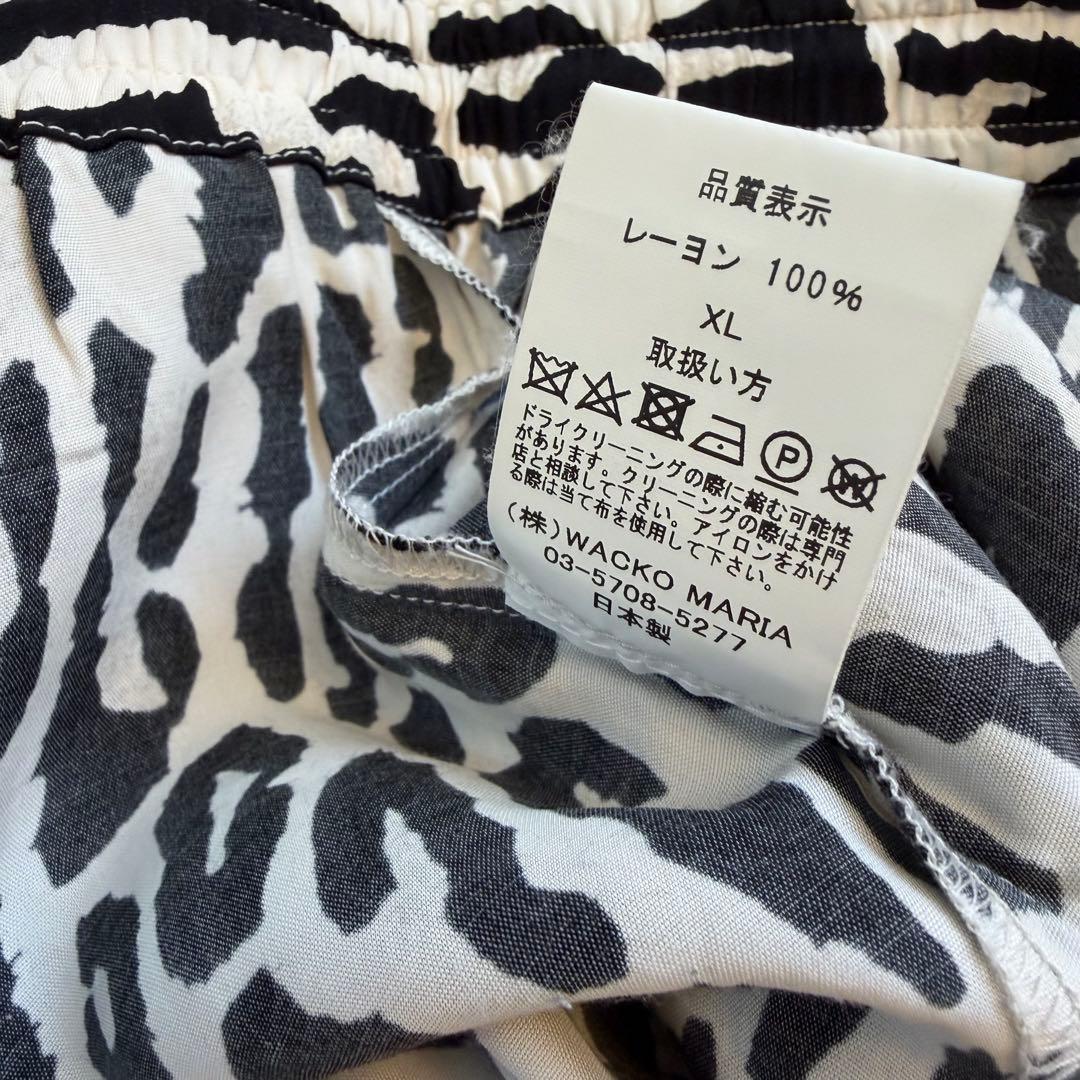 品質表示
レーヨン 100%
XL
取扱い方
P
W
ドライクリーニングの際に縮む可能性
があります。クリーニングの際は専門
店と相談して下さい。アイロンをかけ
る際は当て布を使用して下さい。
(株)WACKO MARIA
03-5708-5277
日本製